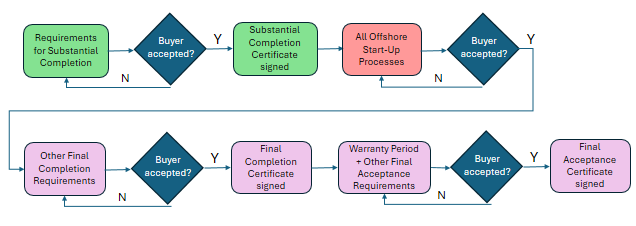 Requirements
for Substantial
Completion
Buyer
accepted?
Y
N
Substantial
Completion
Certificate
signed
All Offshore
Start-Up
Processes
Buyer
accepted?
Y
N
Other Final
Completion
Requirements
Buyer
accepted?
Y
N
Final
Completion
Certificate
signed
Warranty Period
+ Other Final
Acceptance
Requirements
Buyer
accepted?
Y
N
Final
Acceptance
Certificate
signed